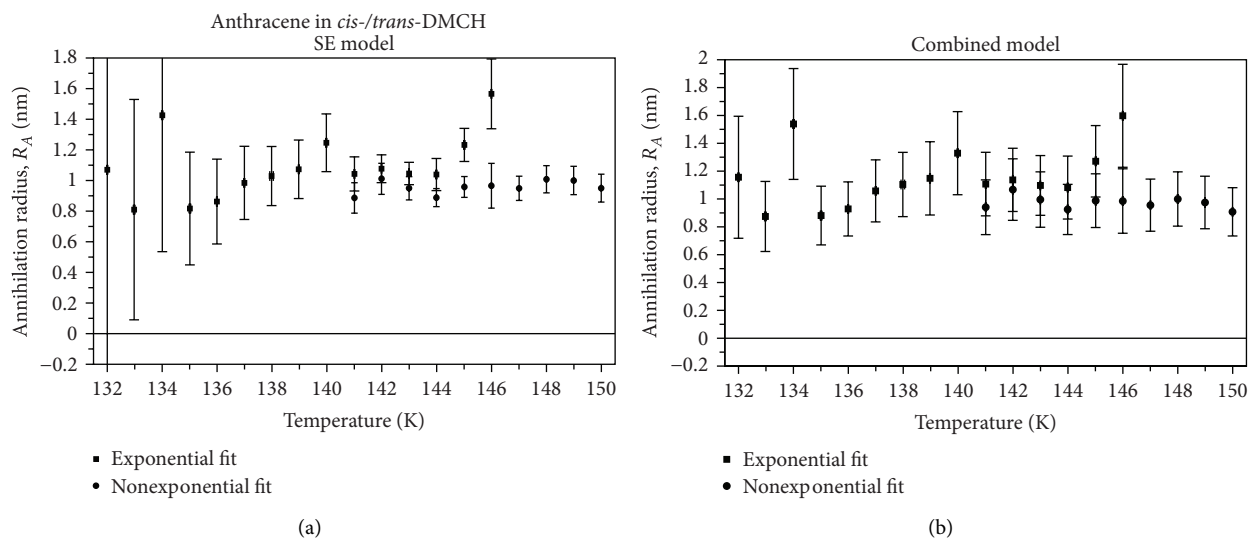 Anthracene in cis-/trans-DMCH
SE model
1.8
1.6
1.4
1.2
1
0.8
0.6
0.4
0.2
0
−0.2
Annihilation radius, R_A (nm)
132 134 136 138 140 142 144 146 148 150
Temperature (K)
Exponential fit
Nonexponential fit
(a)
Combined model
2
1.8
1.6
1.4
1.2
1
0.8
0.6
0.4
0.2
0
−0.2
Annihilation radius, R_A (nm)
132 134 136 138 140 142 144 146 148 150
Temperature (K)
Exponential fit
Nonexponential fit
(b)